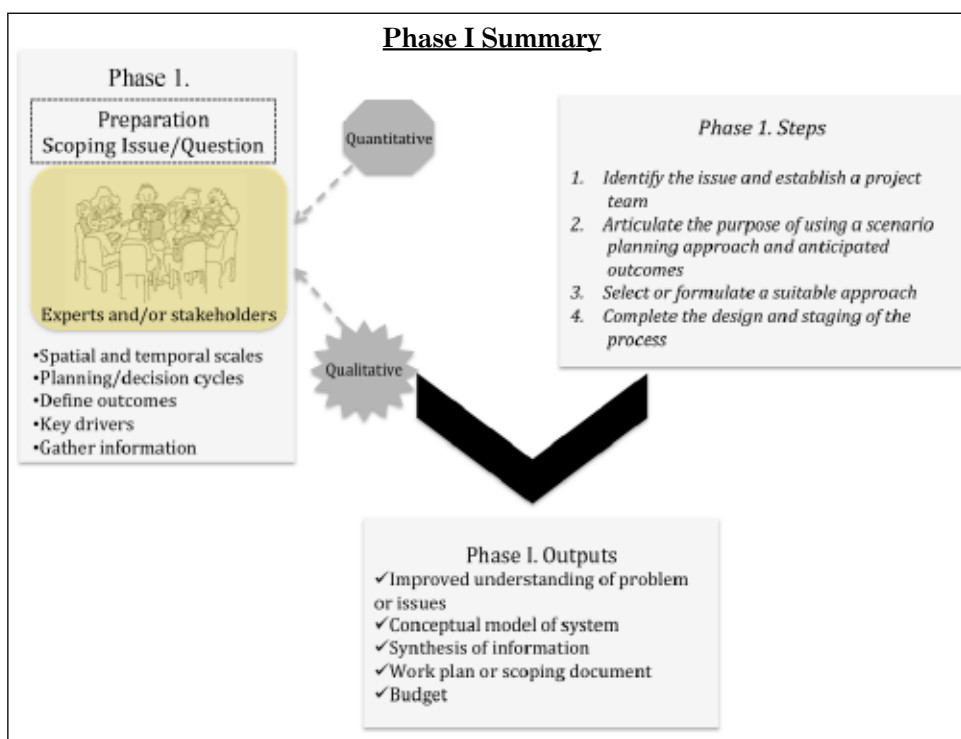 Phase I Summary
Phase 1.
Preparation
Scoping Issue/Question
Experts and/or stakeholders
•Spatial and temporal scales
•Planning/decision cycles
•Define outcomes
•Key drivers
•Gather information
Quantitative
Qualitative
Phase 1. Steps
1. Identify the issue and establish a project
team
2. Articulate the purpose of using a scenario
planning approach and anticipated
outcomes
3. Select or formulate a suitable approach
4. Complete the design and staging of the
process
Phase I. Outputs
✓Improved understanding of problem
or issues
✓Conceptual model of system
✓Synthesis of information
✓Work plan or scoping document
✓Budget